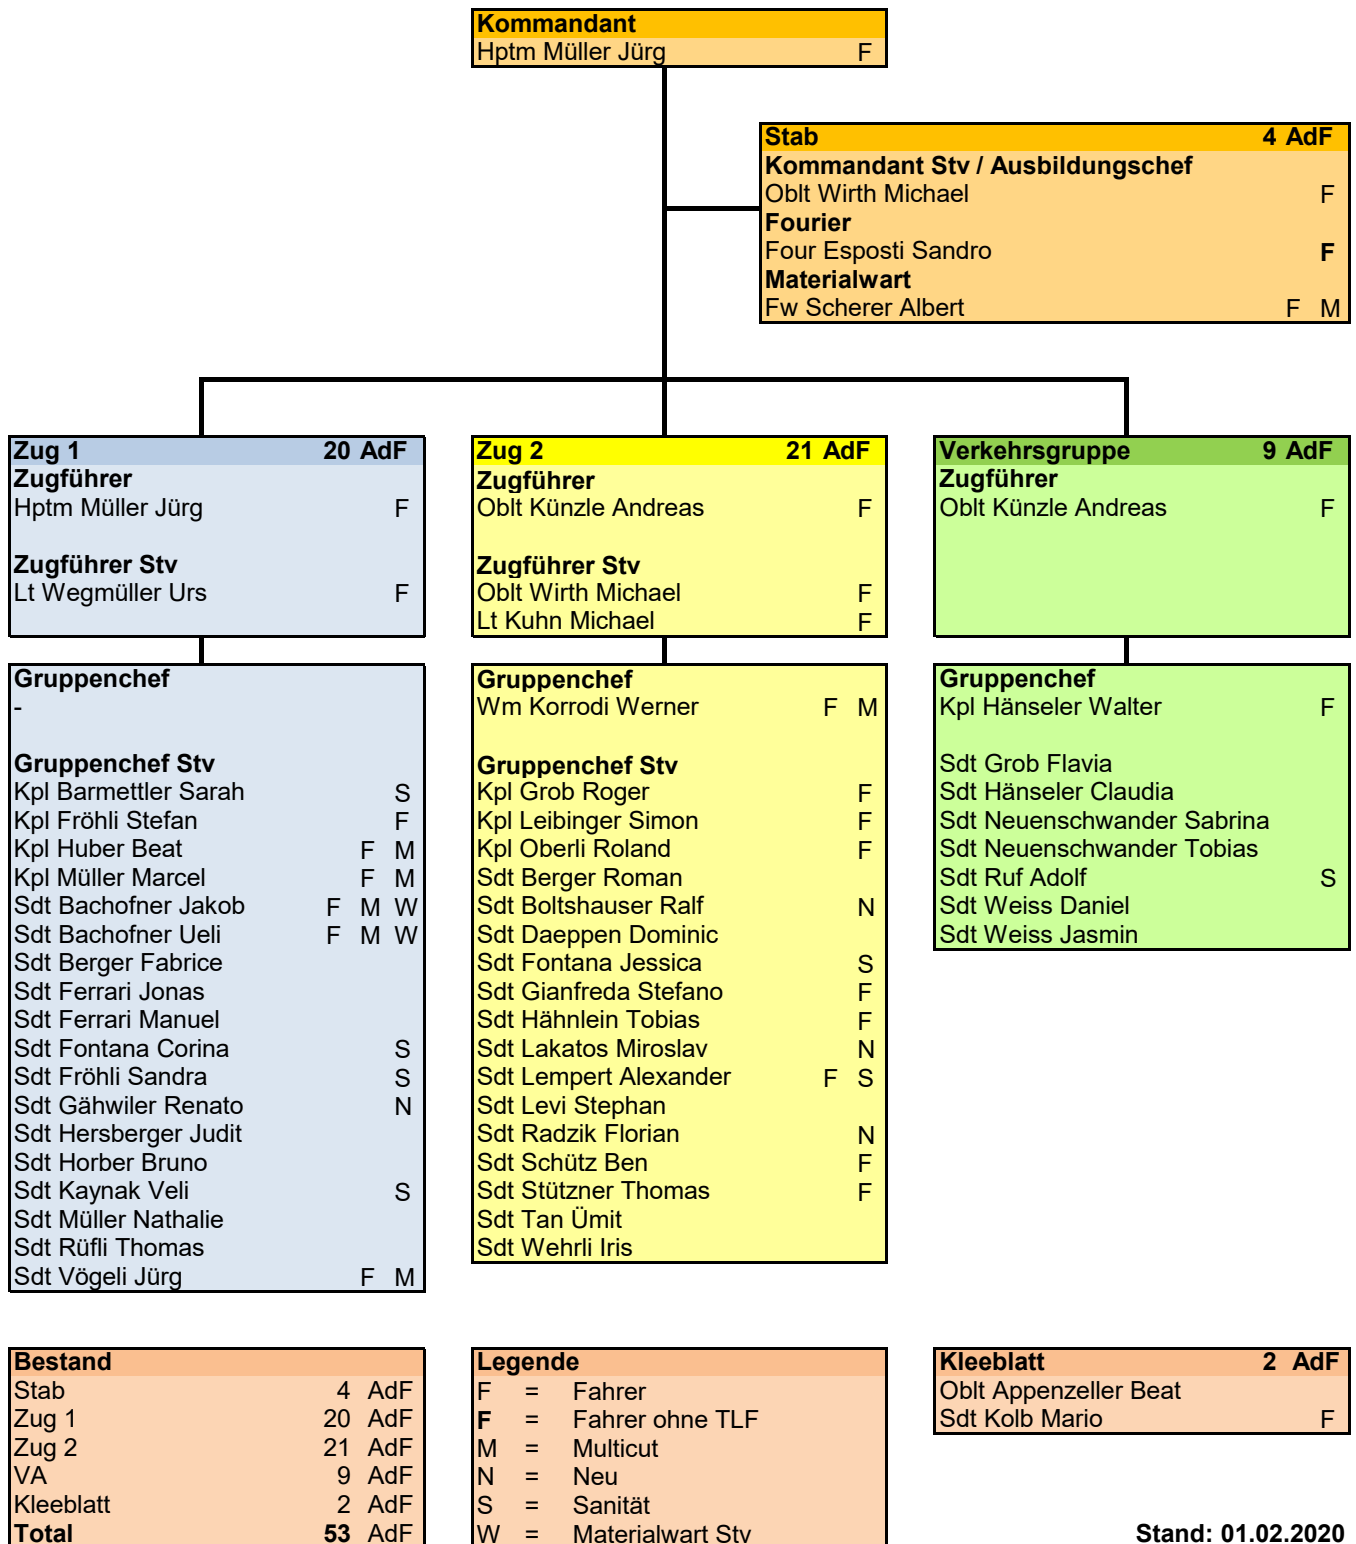 Kommandant
Hptm Müller Jürg F
Stab 4 AdF
Kommandant Stv / Ausbildungschef
Oblt Wirth Michael F
Fourier
Four Esposti Sandro F
Materialwart
Fw Scherer Albert F M
Zug 1 20 AdF
Zugführer
Hptm Müller Jürg F
Zugführer Stv
Lt Wegmüller Urs F
Gruppenchef
-
Gruppenchef Stv
Kpl Barmettler Sarah S
Kpl Fröhli Stefan F
Kpl Huber Beat F M
Kpl Müller Marcel F M
Sdt Bachofner Jakob F M W
Sdt Bachofner Ueli F M W
Sdt Berger Fabrice
Sdt Ferrari Jonas
Sdt Ferrari Manuel
Sdt Fontana Corina S
Sdt Fröhli Sandra S
Sdt Gähwiler Renato N
Sdt Hersberger Judit
Sdt Horber Bruno
Sdt Kaynak Veli S
Sdt Müller Nathalie
Sdt Rüfli Thomas
Sdt Vögeli Jürg F M
Zug 2 21 AdF
Zugführer
Oblt Künzle Andreas F
Zugführer Stv
Oblt Wirth Michael F
Lt Kuhn Michael F
Gruppenchef
Wm Korrodi Werner F M
Gruppenchef Stv
Kpl Grob Roger F
Kpl Leibinger Simon F
Kpl Oberli Roland F
Sdt Berger Roman
Sdt Boltshauser Ralf N
Sdt Daeppen Dominic
Sdt Fontana Jessica S
Sdt Gianfreda Stefano F
Sdt Hähnlein Tobias F
Sdt Lakatos Miroslav N
Sdt Lempert Alexander F S
Sdt Levi Stephan
Sdt Radzik Florian N
Sdt Schütz Ben F
Sdt Stützner Thomas F
Sdt Tan Ümit
Sdt Wehrli Iris
Verkehrsgruppe 9 AdF
Zugführer
Oblt Künzle Andreas F
Gruppenchef
Kpl Hänseler Walter F
Sdt Grob Flavia
Sdt Hänseler Claudia
Sdt Neuenschwander Sabrina
Sdt Neuenschwander Tobias
Sdt Ruf Adolf S
Sdt Weiss Daniel
Sdt Weiss Jasmin
Bestand
Stab 4 AdF
Zug 1 20 AdF
Zug 2 21 AdF
VA 9 AdF
Kleeblatt 2 AdF
Total 53 AdF
Legende
F = Fahrer
F = Fahrer ohne TLF
M = Multicut
N = Neu
S = Sanität
W = Materialwart Stv
Kleeblatt 2 AdF
Oblt Appenzeller Beat
Sdt Kolb Mario F
Stand: 01.02.2020